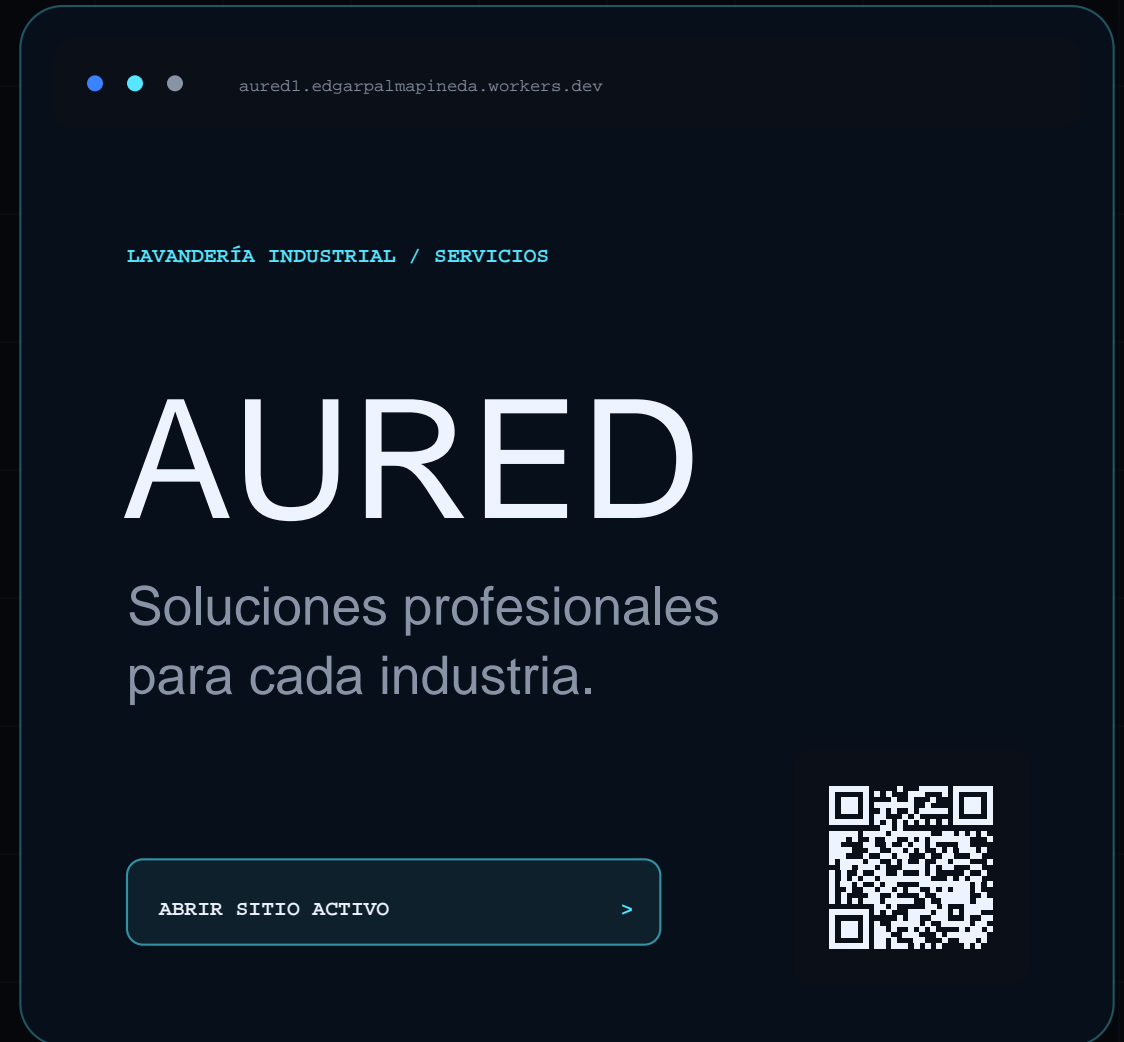 aured1.edgarpalmapineda.workers.dev
LAVANDERÍA INDUSTRIAL / SERVICIOS
AURED
Soluciones profesionales
para cada industria.
ABRIR SITIO ACTIVO >